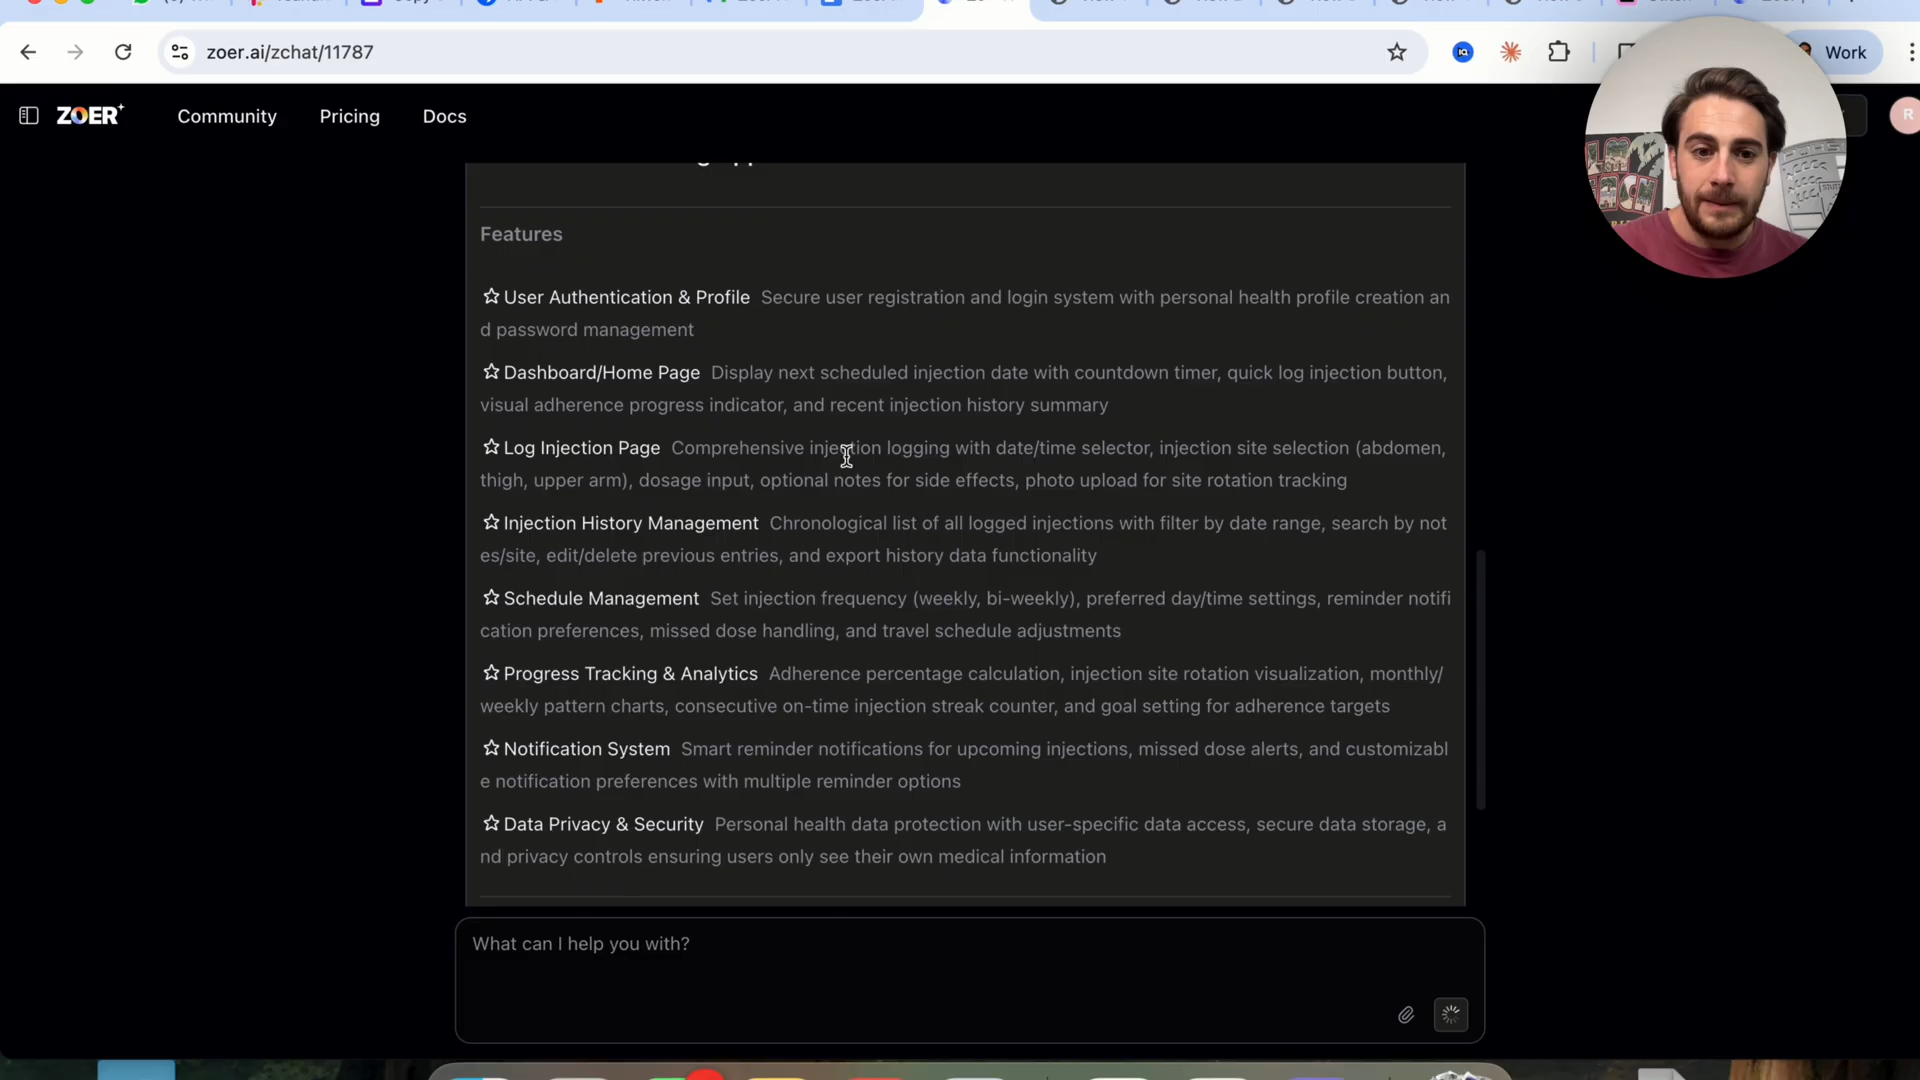 zoer.ai/zchat/11787
Work
ZOER
Community
Pricing
Docs
R
Features
User Authentication & Profile Secure user registration and login system with personal health profile creation an
d password management
Dashboard/Home Page Display next scheduled injection date with countdown timer, quick log injection button,
visual adherence progress indicator, and recent injection history summary
Log Injection Page Comprehensive injection logging with date/time selector, injection site selection (abdomen,
thigh, upper arm), dosage input, optional notes for side effects, photo upload for site rotation tracking
Injection History Management Chronological list of all logged injections with filter by date range, search by not
es/site, edit/delete previous entries, and export history data functionality
Schedule Management Set injection frequency (weekly, bi-weekly), preferred day/time settings, reminder notifi
cation preferences, missed dose handling, and travel schedule adjustments
Progress Tracking & Analytics Adherence percentage calculation, injection site rotation visualization, monthly/
weekly pattern charts, consecutive on-time injection streak counter, and goal setting for adherence targets
Notification System Smart reminder notifications for upcoming injections, missed dose alerts, and customizabl
e notification preferences with multiple reminder options
Data Privacy & Security Personal health data protection with user-specific data access, secure data storage, a
nd privacy controls ensuring users only see their own medical information
What can I help you with?